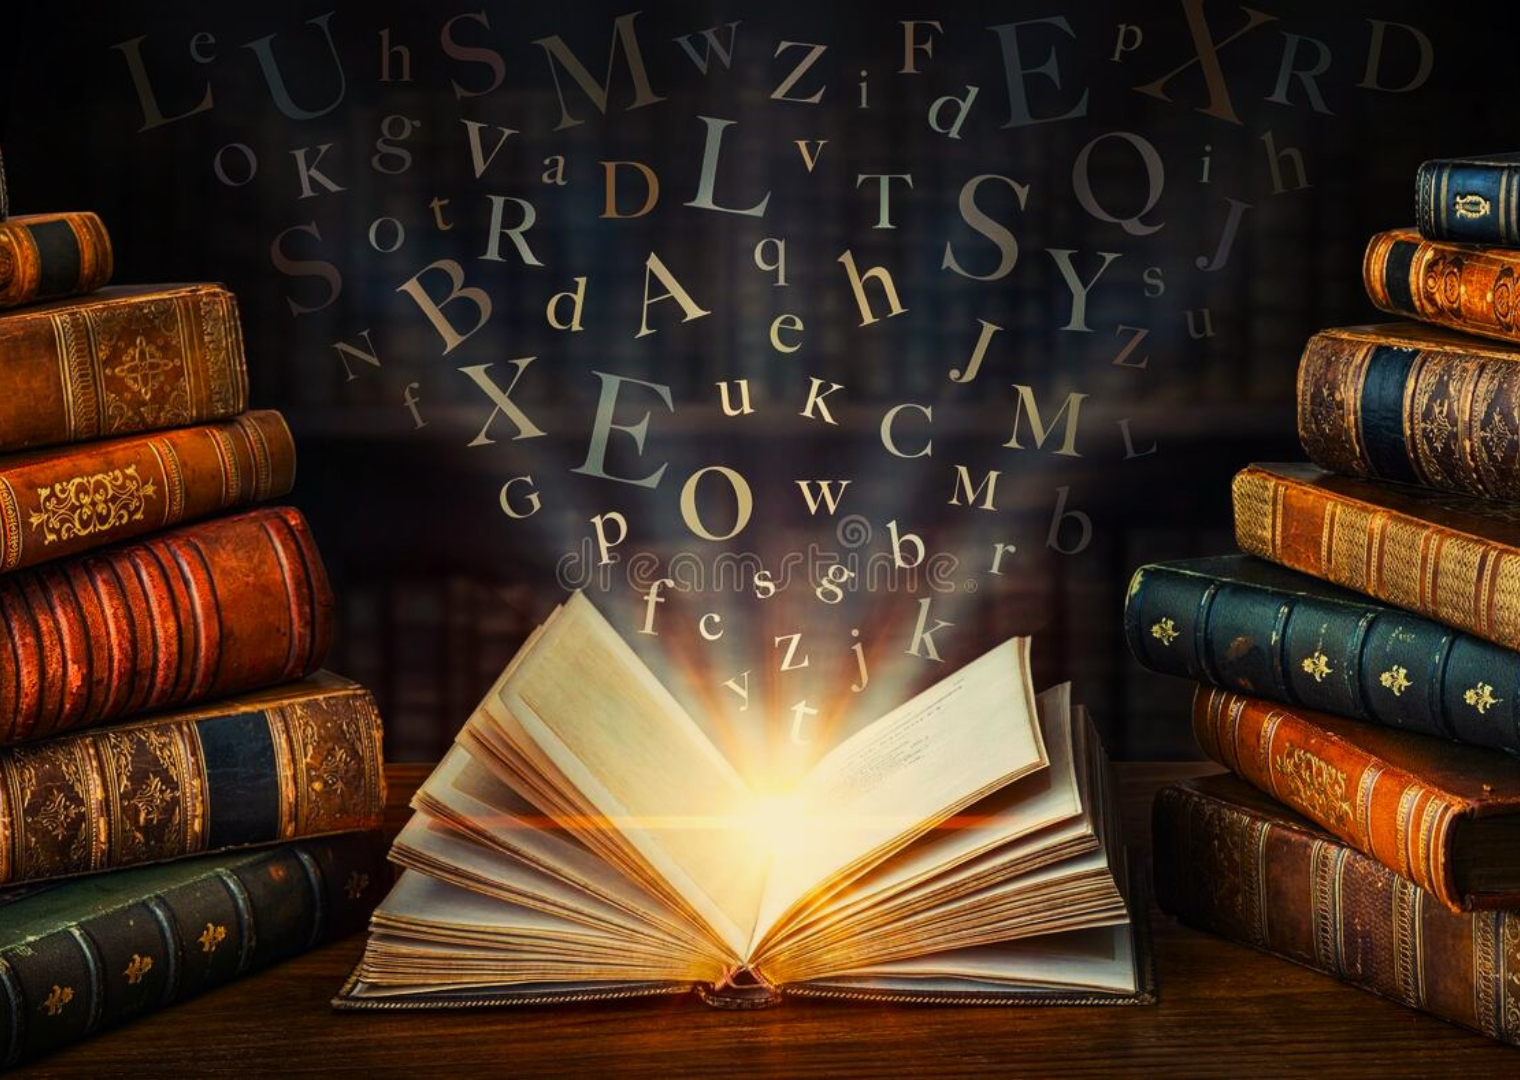 L e U h S M W Z i F d E p X R D
O K g V a D L v T S Q i h
S o t R q h Y s J
N B d A e J z u
f X E u K C M L
G O w M
p b r b
dreamstime
f c s g k
z j
y t